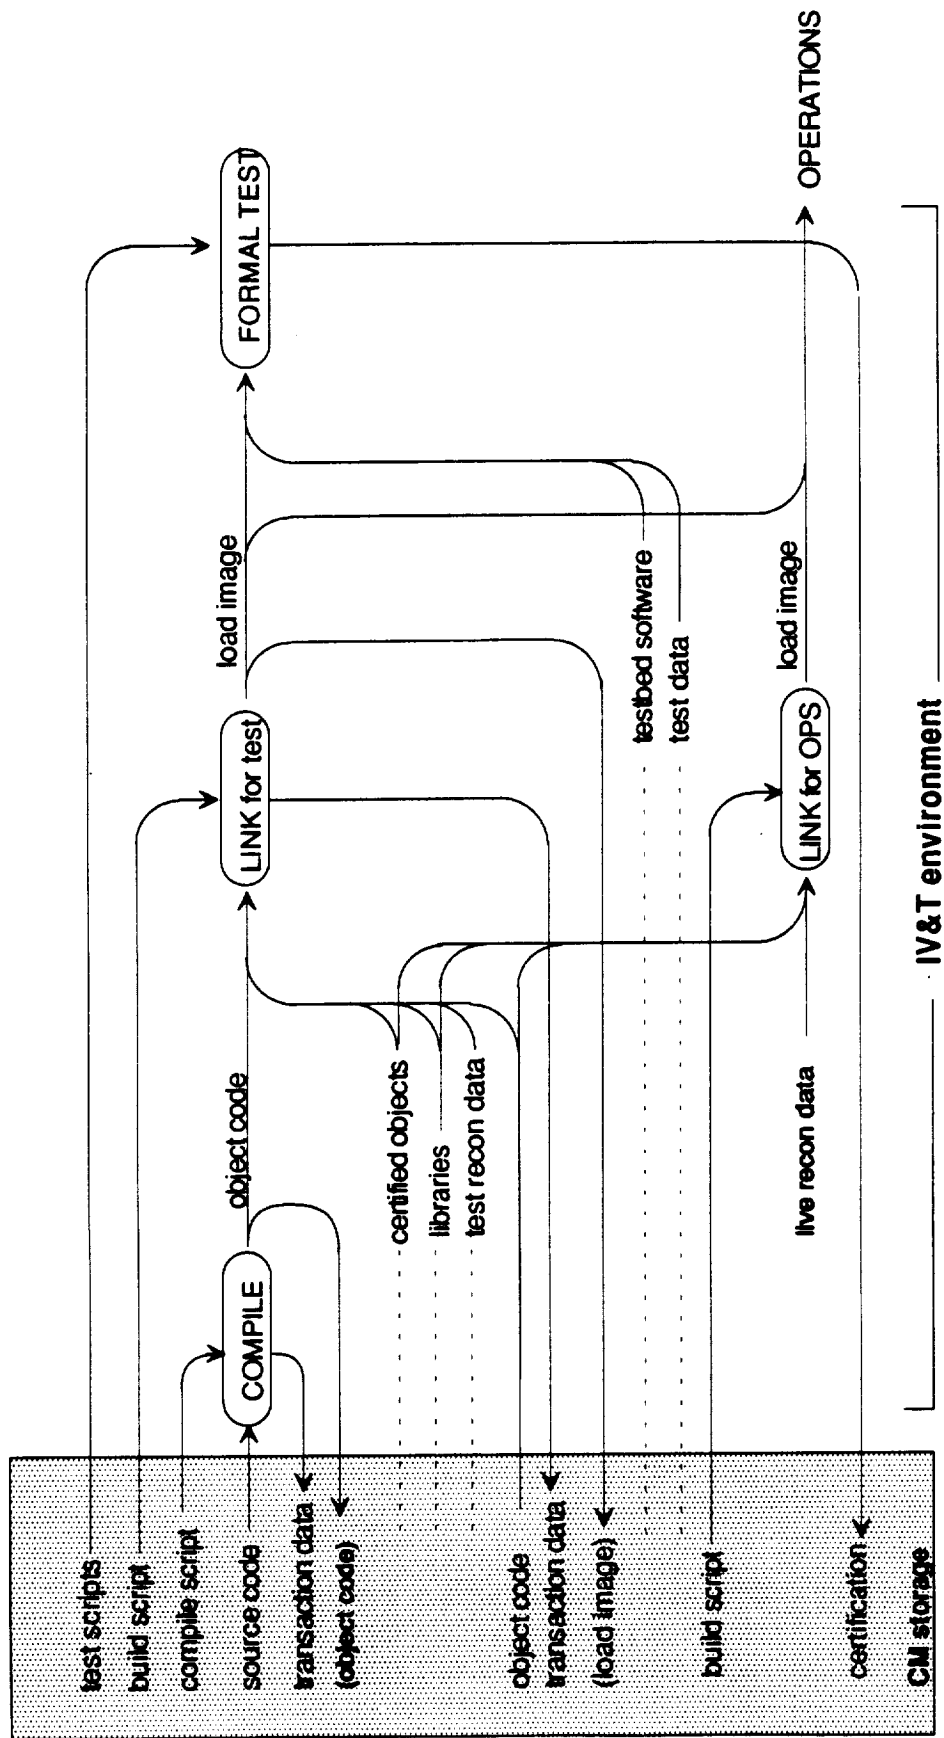 test scripts
build script
compile script
source code
transaction data
(object code)
object code
transaction data
(load image)
build script
certification
CM storage
COMPILE
object code
certified objects
libraries
test recon data
live recon data
LINK for test
load image
testbed software
test data
LINK for OPS
load image
FORMAL TEST
OPERATIONS
IV&T environment